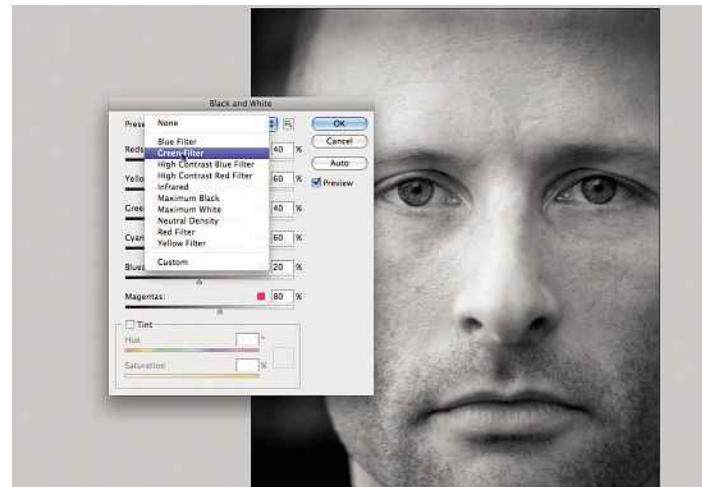 Black and White
Prese
None
OK
Blue Filter
Cancel
Reds
Green Filter
40 %
High Contrast Blue Filter
Auto
Yello
High Contrast Red Filter
60 %
Preview
Infrared
Maximum Black
Gree
Maximum White
40 %
Neutral Density
Red Filter
Cyan
60 %
Yellow Filter
Blues
Custom
20 %
Magentas:
80 %
Tint
Hue
°
Saturation
%